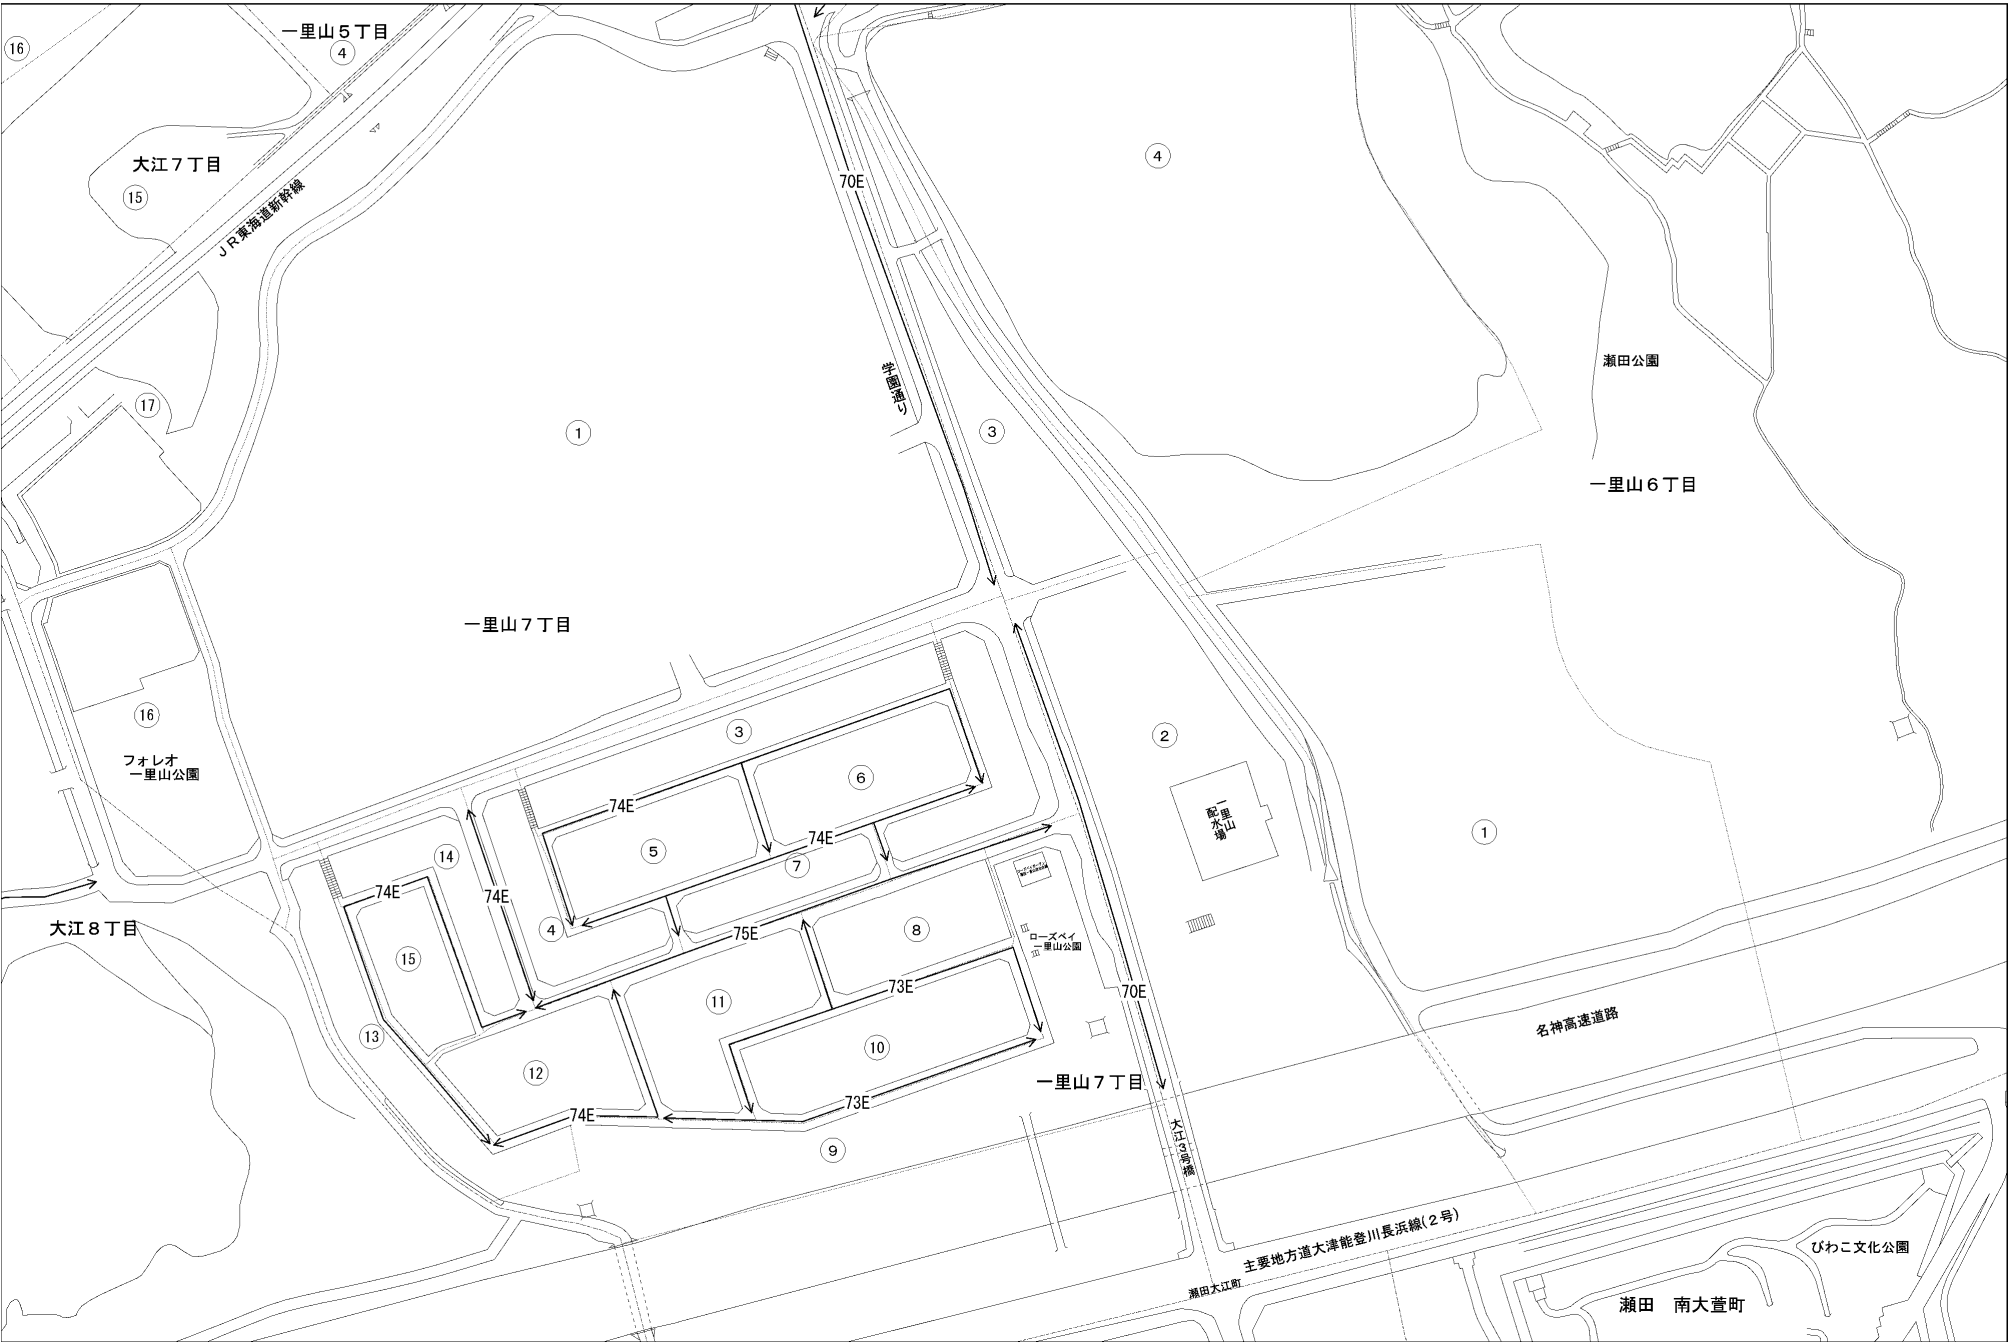 一里山５丁目
⑯
④
大江７丁目
⑮
ＪＲ東海道新幹線
70E
④
瀬田公園
学園通り
⑰
①
③
一里山６丁目
一里山７丁目
⑯
フォレオ
一里山公園
③
②
⑥
74E
一里山
配水場
①
74E
⑤
⑦
⑭
74E
74E
大江８丁目
④
75E
⑧
ローズベイ
一里山公園
⑮
73E
70E
⑪
名神高速道路
⑬
⑩
⑫
一里山７丁目
73E
74E
⑨
大江３号橋
主要地方道大津能登川長浜線(２号)
びわこ文化公園
瀬田大江町
瀬田　南大萱町